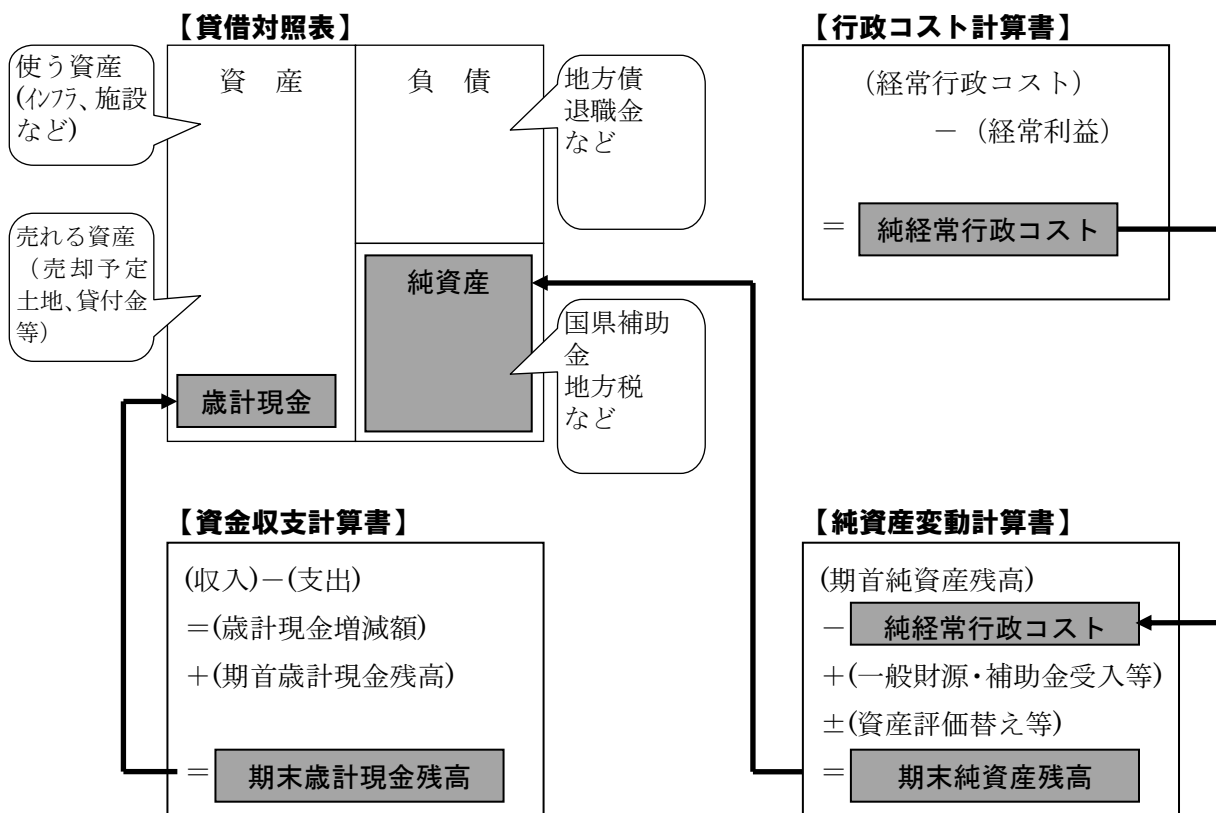 【貸借対照表】
使う資産
(インフラ、施設
など)
資 産
負 債
地方債
退職金
など
売れる資産
(売却予定
土地、貸付金
等)
純資産
国県補助
金
地方税
など
歳計現金
【行政コスト計算書】
(経常行政コスト)
－ (経常利益)
＝ 純経常行政コスト
【資金収支計算書】
(収入)－(支出)
＝(歳計現金増減額)
＋(期首歳計現金残高)
＝ 期末歳計現金残高
【純資産変動計算書】
(期首純資産残高)
－ 純経常行政コスト
＋(一般財源・補助金受入等)
±(資産評価替え等)
＝ 期末純資産残高